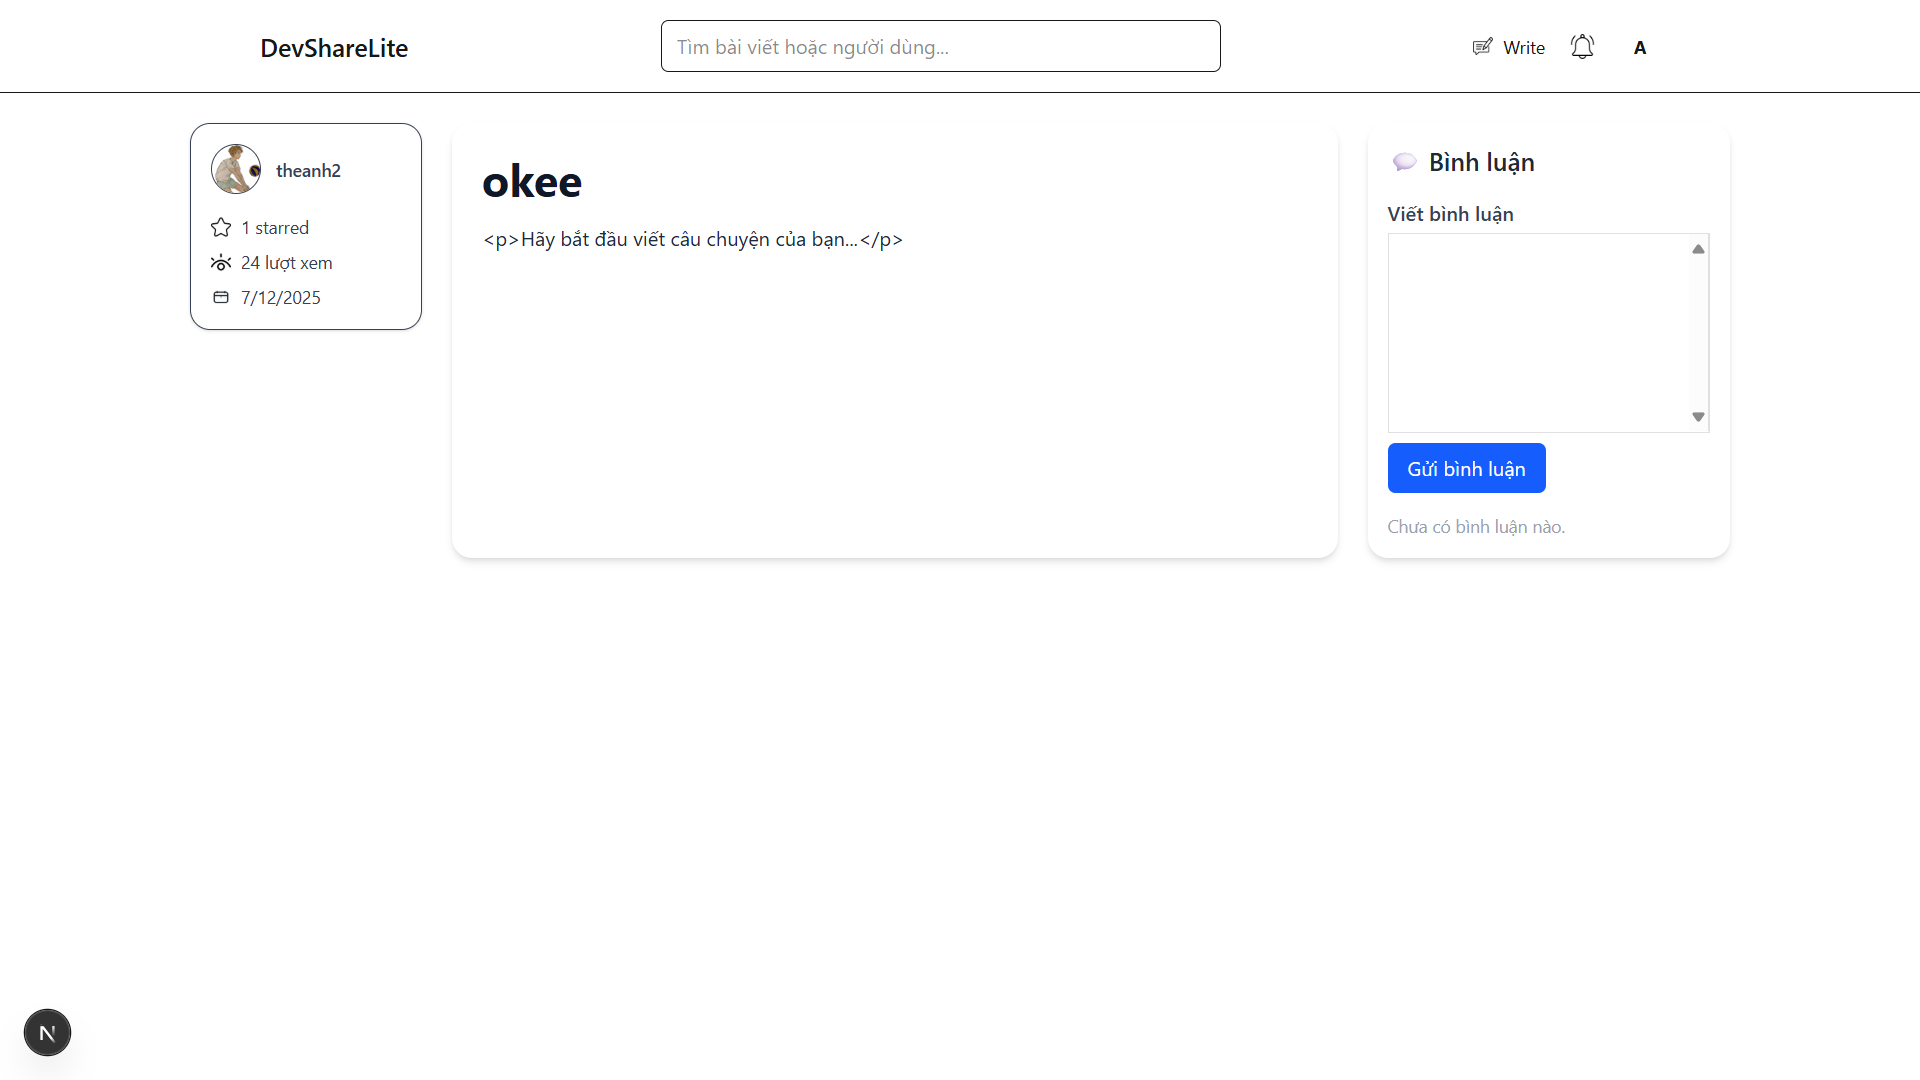 DevShareLite
Tìm bài viết hoặc người dùng...
Write
A
theanh2
1 starred
24 lượt xem
7/12/2025
okee
<p>Hãy bắt đầu viết câu chuyện của bạn...</p>
Bình luận
Viết bình luận
Gửi bình luận
Chưa có bình luận nào.
N